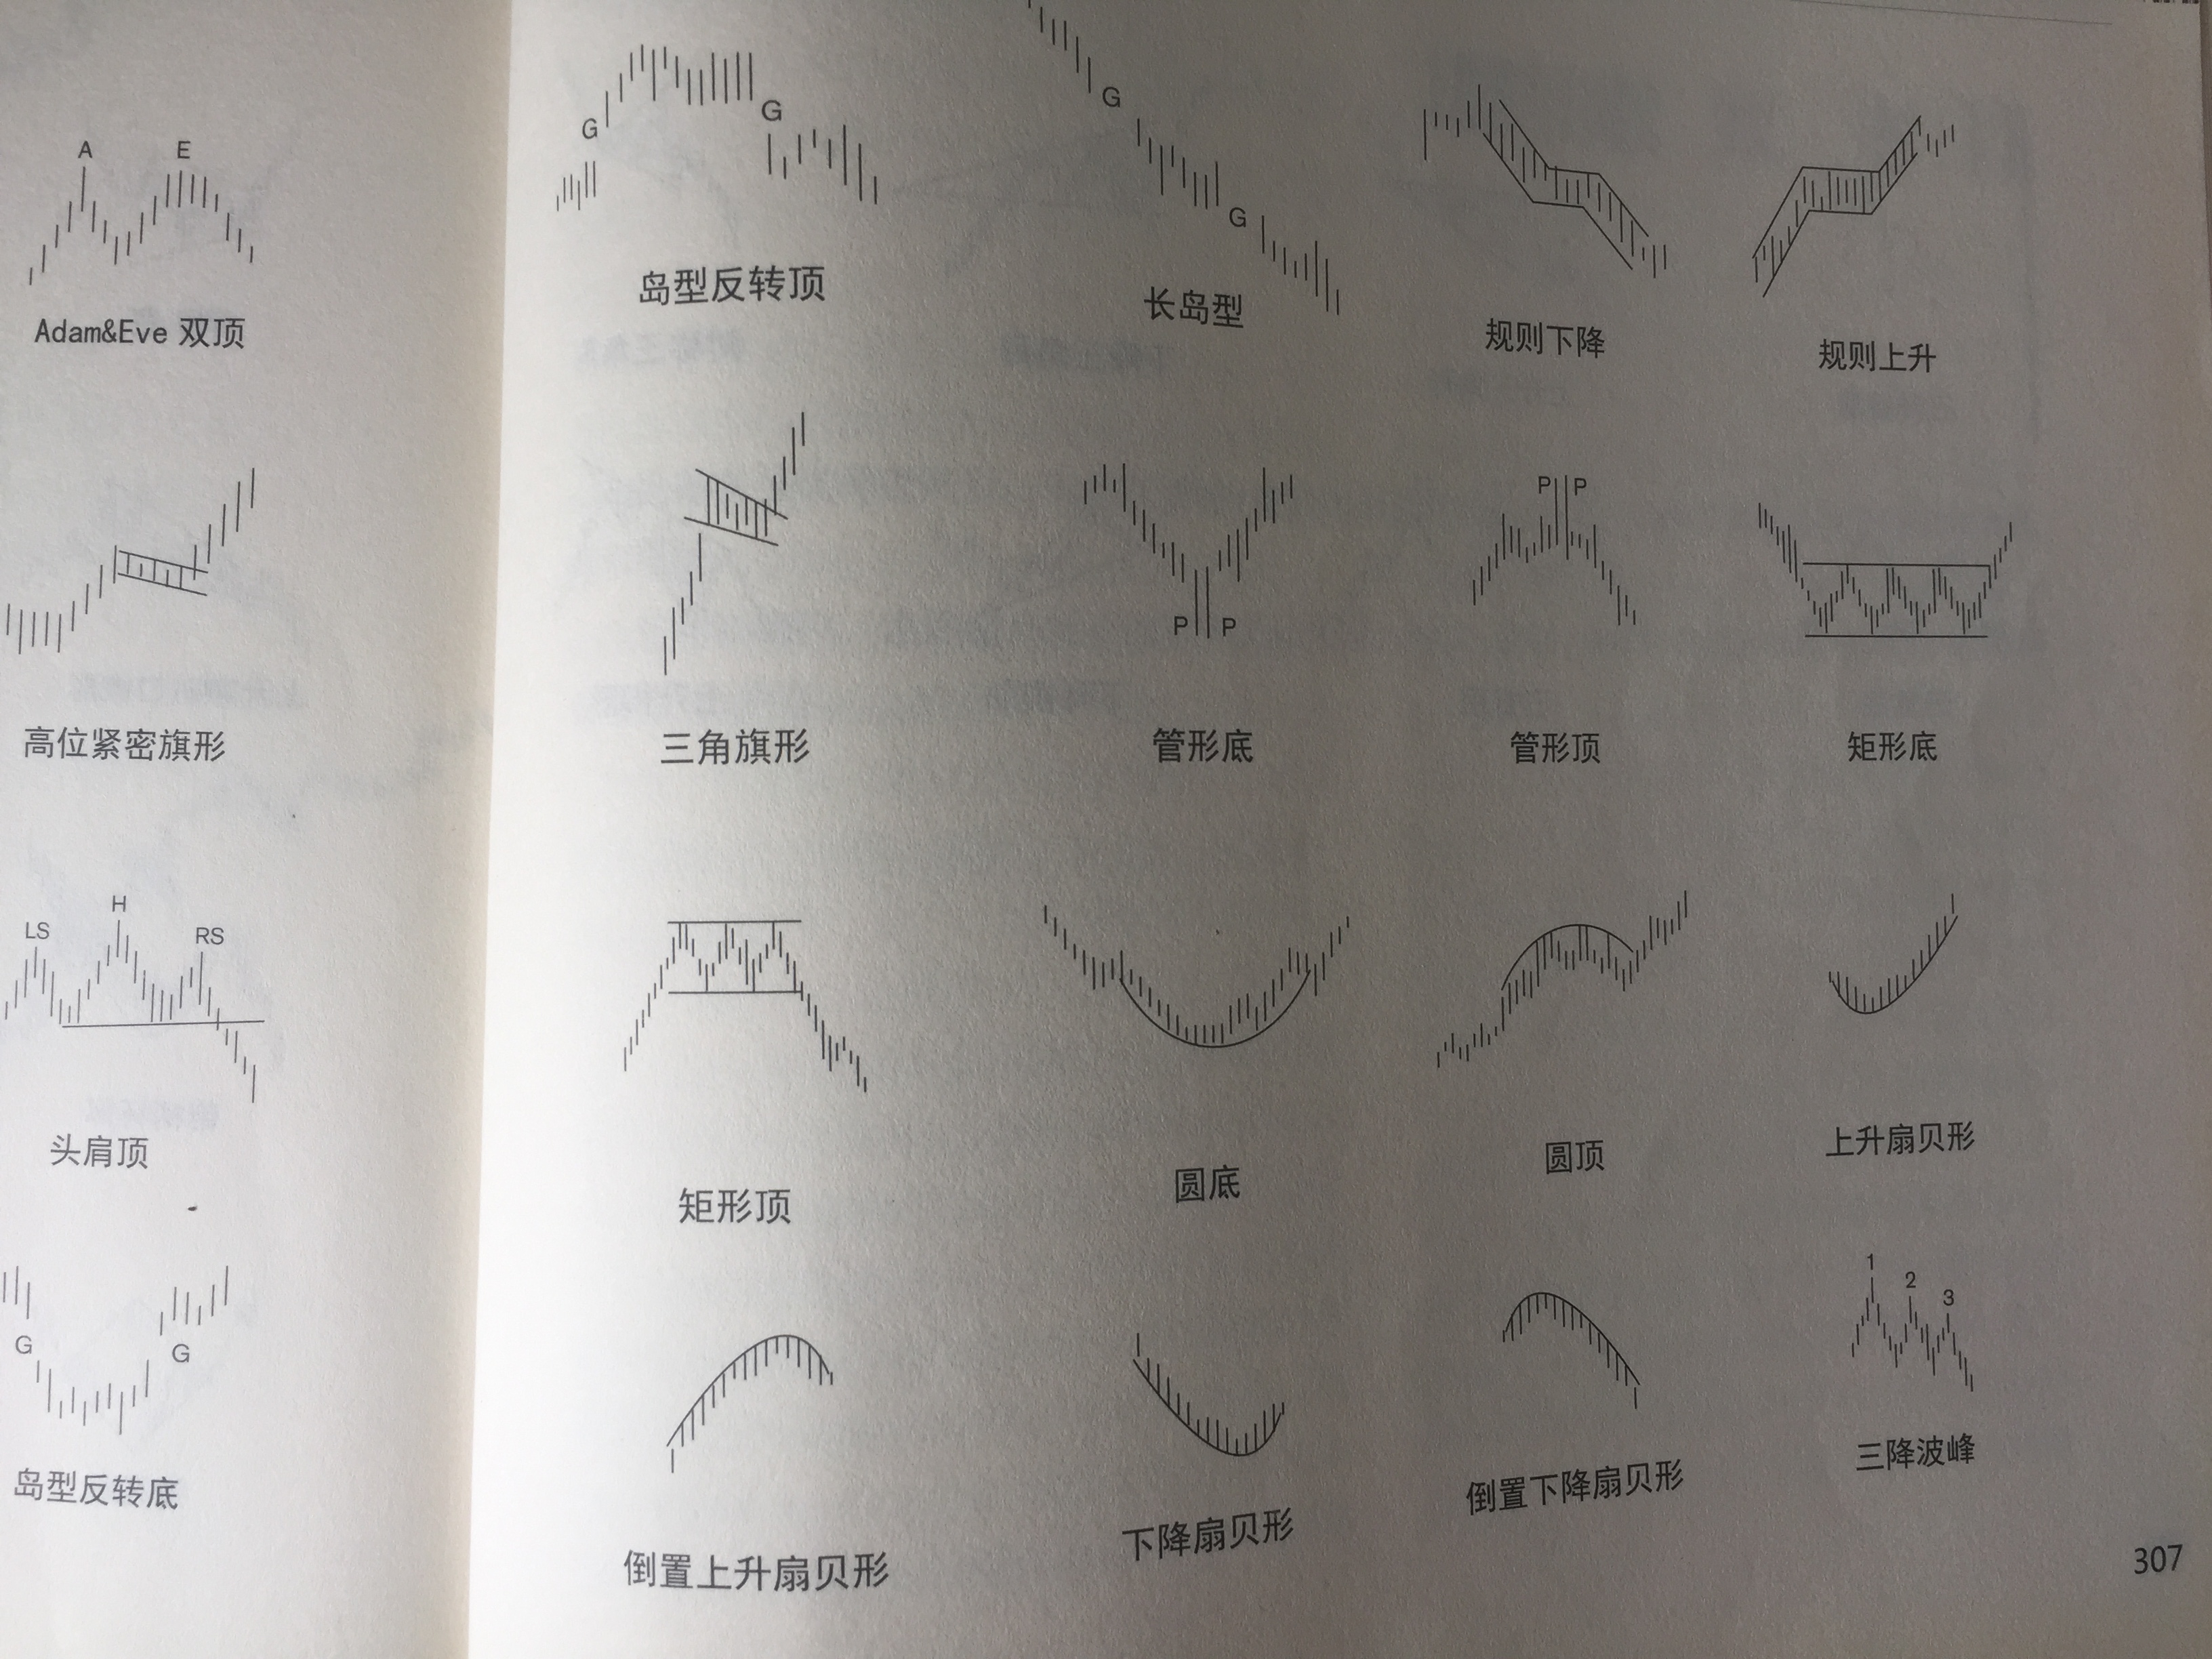 A
E
Adam&Eve 双顶
高位紧密旗形
LS
H
RS
头肩顶
G
G
岛型反转底
G
G
岛型反转顶
G
G
长岛型
规则下降
规则上升
三角旗形
P
P
管形底
P
P
管形顶
矩形底
矩形顶
圆底
圆顶
上升扇贝形
倒置上升扇贝形
下降扇贝形
倒置下降扇贝形
1
2
3
三降波峰
307